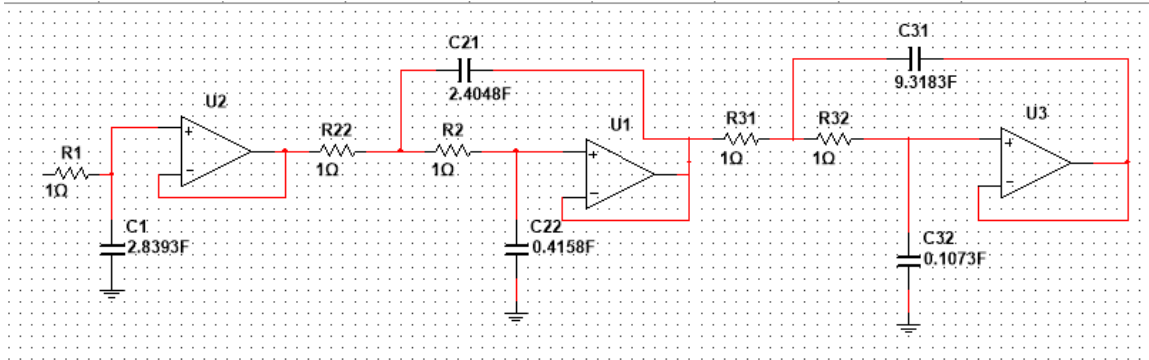 C31
9.3183F
C21
2.4048F
U2
U3
R31
1Ω
R32
1Ω
R22
1Ω
R2
1Ω
U1
R1
1Ω
+
−
+
−
+
−
C1
2.8393F
C22
0.4158F
C32
0.1073F